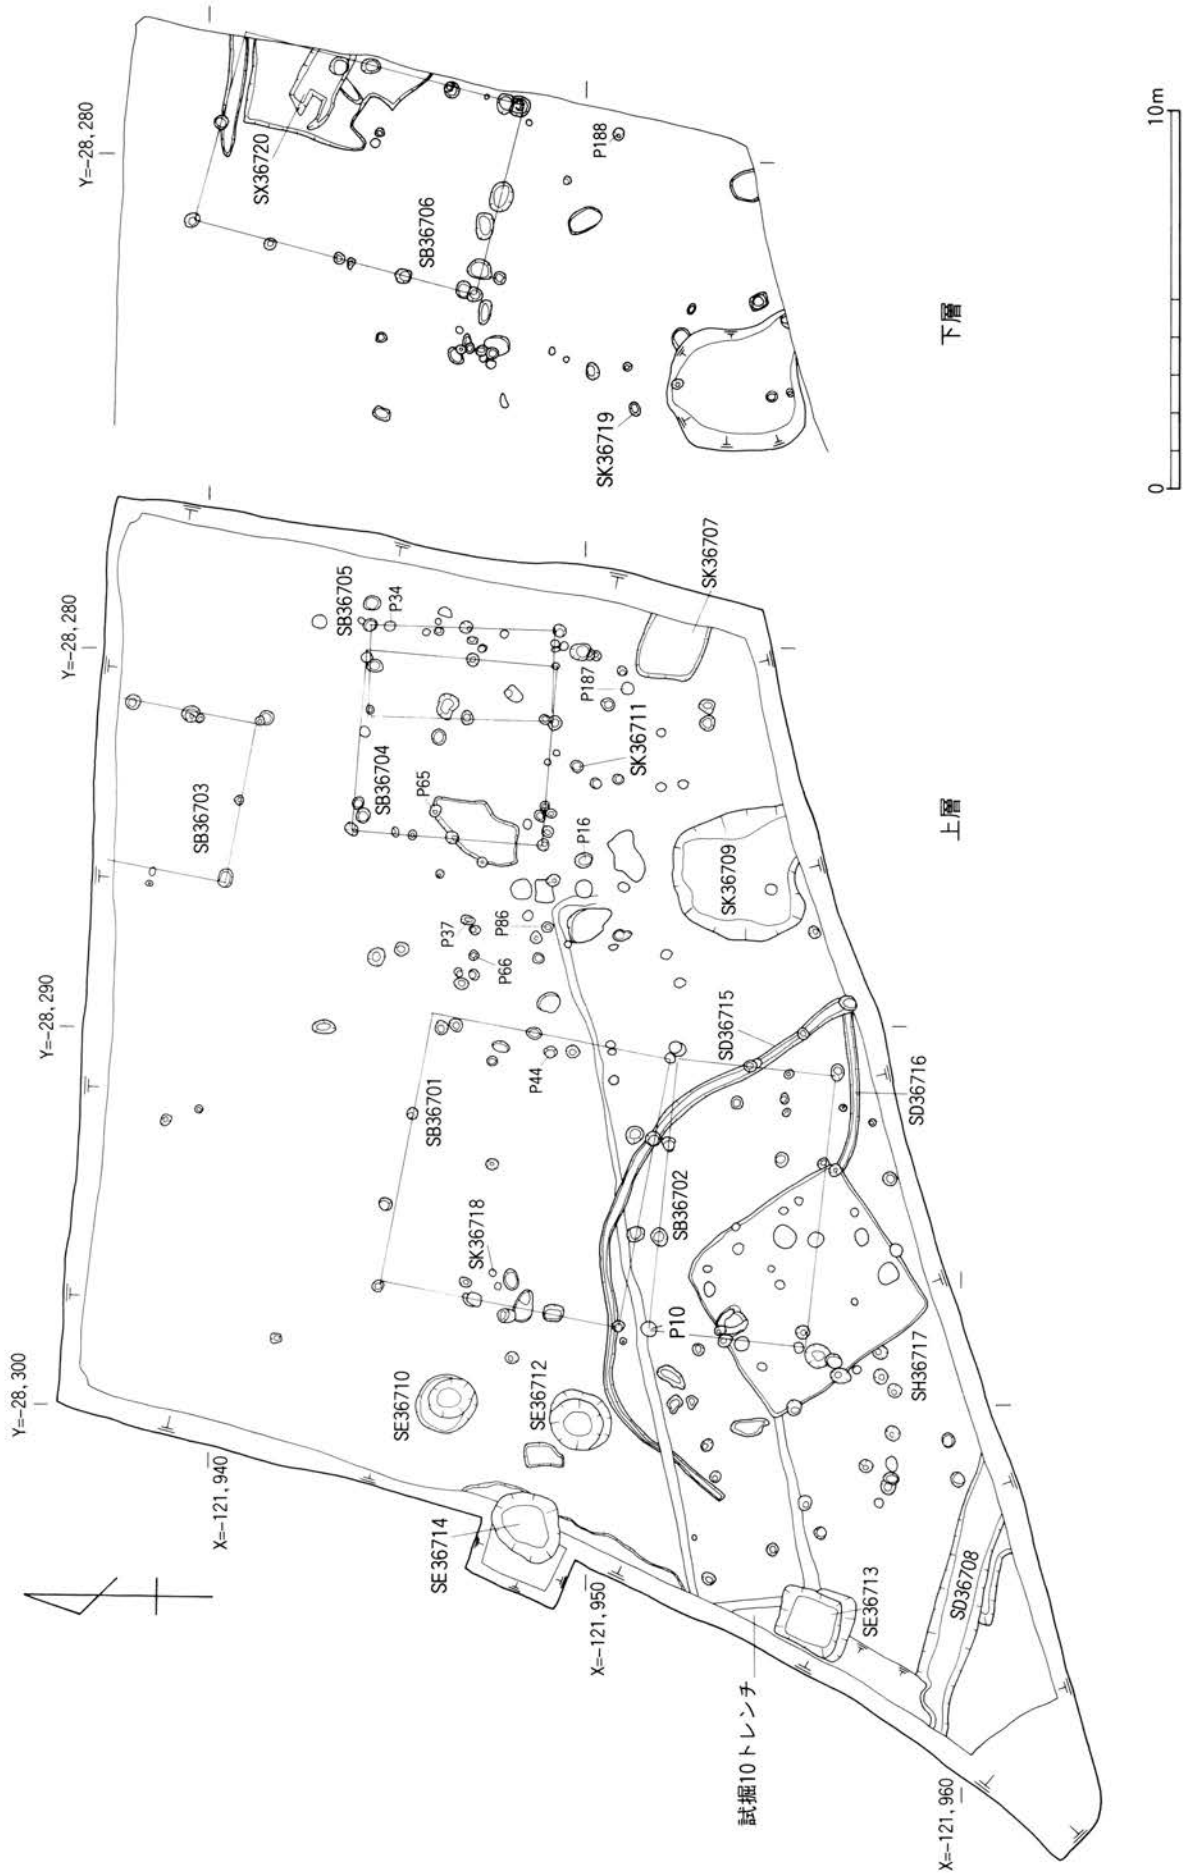 Y=-28,300
Y=-28,290
Y=-28,280
Y=-28,280
X=-121,940
X=-121,950
X=-121,960
SB36703
SB36705
P34
SB36704
P65
P187
SK36711
P16
SK36707
SK36709
P37
P66
P86
SB36701
P44
SK36718
SE36710
SE36712
SE36714
SB36702
P10
SD36715
SD36716
SH36717
SE36713
SD36708
試掘10トレンチ
上層
SX36720
SB36706
P188
SK36719
下層
0
10m